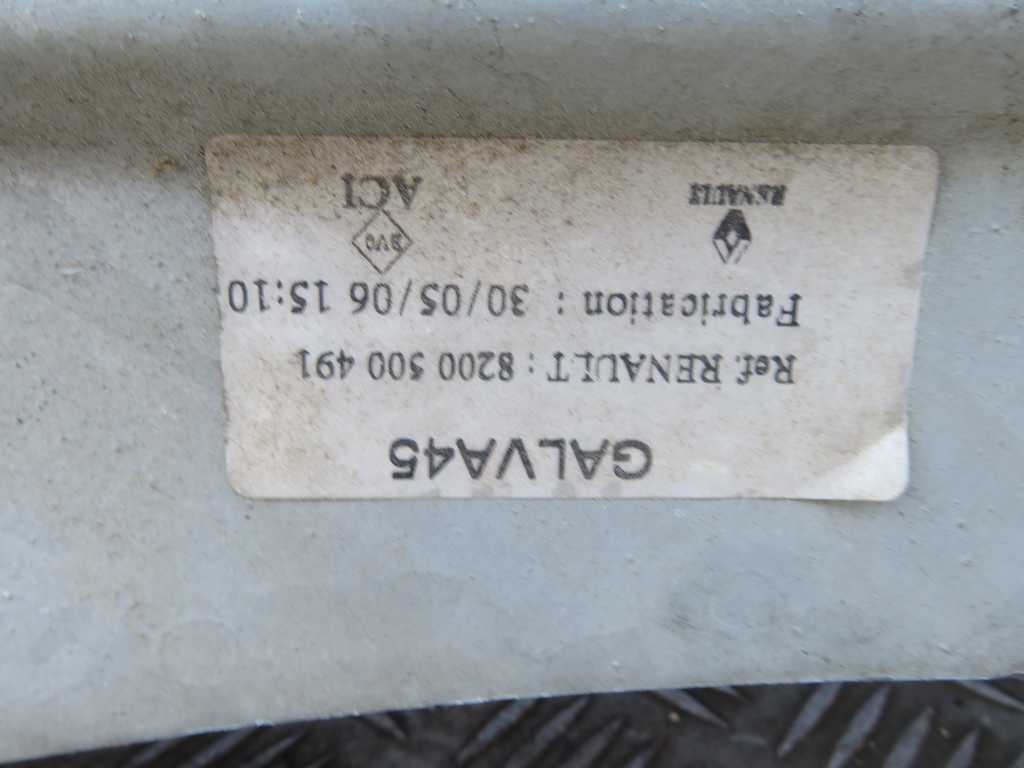 GALVA45
Ref. RENAULT : 8200 500 491
Fabrication : 30/05/06 15:10
RENAULT
ACI